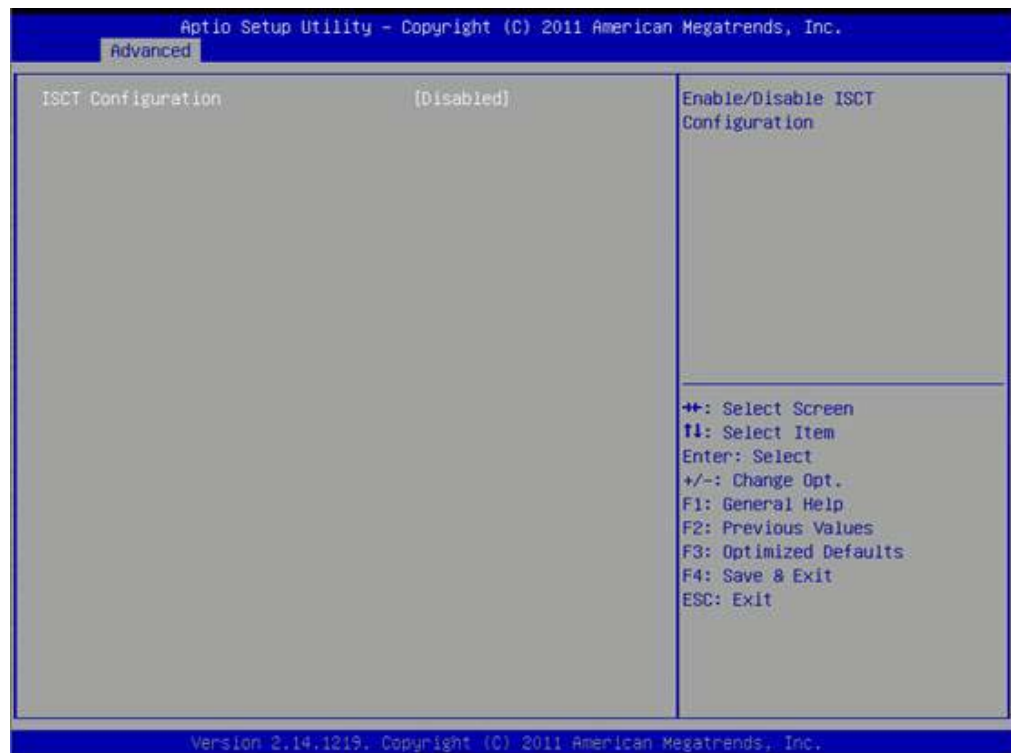 Aptio Setup Utility – Copyright (C) 2011 American Megatrends, Inc.
Advanced
ISCT Configuration [Disabled]
Enable/Disable ISCT
Configuration
→←: Select Screen
↑↓: Select Item
Enter: Select
+/-: Change Opt.
F1: General Help
F2: Previous Values
F3: Optimized Defaults
F4: Save & Exit
ESC: Exit
Version 2.14.1219. Copyright (C) 2011 American Megatrends, Inc.